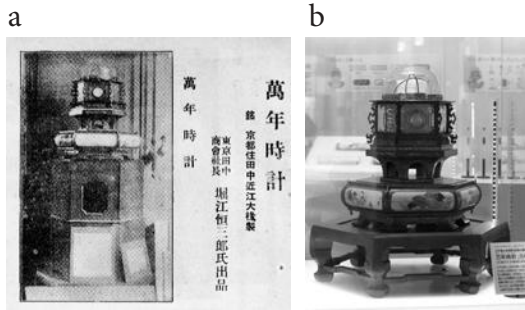 a
b
萬年時計
銘 京都住田中近江大掾製
東京田中
商會社長 堀江恒三郎氏出品
萬年時計